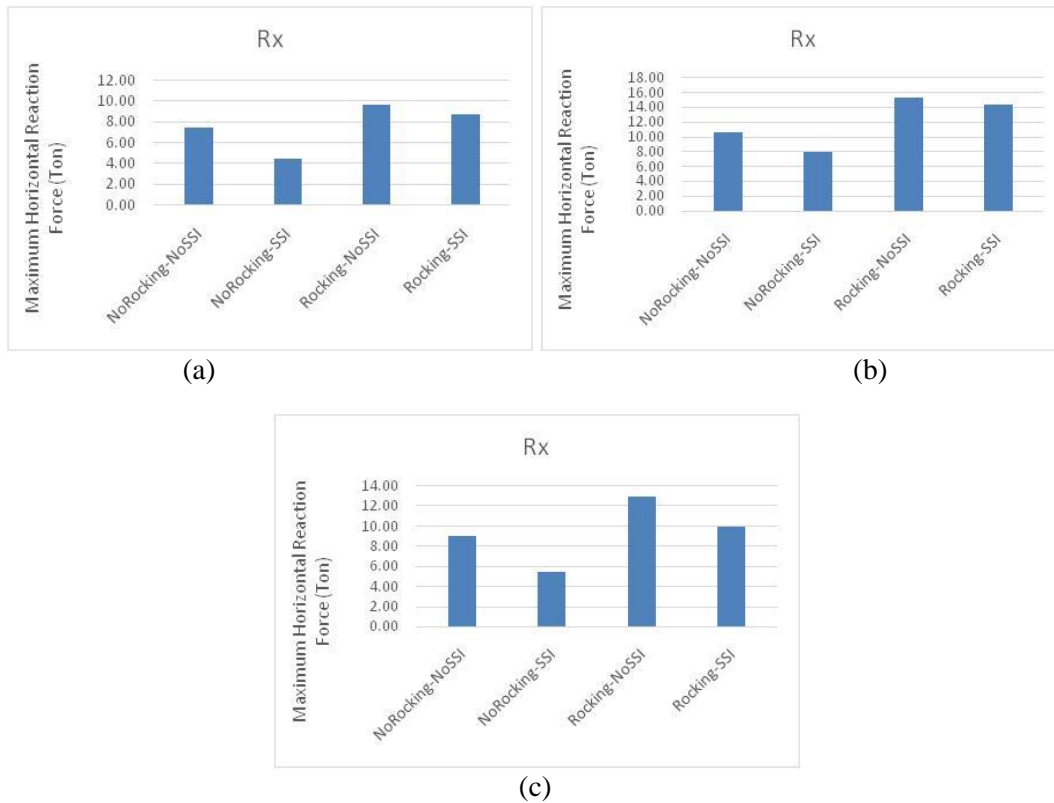 Rx
Maximum Horizontal Reaction
Force (Ton)
12.00
10.00
8.00
6.00
4.00
2.00
0.00
NoRocking-NoSSI
NoRocking-SSI
Rocking-NoSSI
Rocking-SSI
(a)
Rx
Maximum Horizontal Reaction
Force (Ton)
18.00
16.00
14.00
12.00
10.00
8.00
6.00
4.00
2.00
0.00
NoRocking-NoSSI
NoRocking-SSI
Rocking-NoSSI
Rocking-SSI
(b)
Rx
Maximum Horizontal Reaction
Force (Ton)
14.00
12.00
10.00
8.00
6.00
4.00
2.00
0.00
NoRocking-NoSSI
NoRocking-SSI
Rocking-NoSSI
Rocking-SSI
(c)